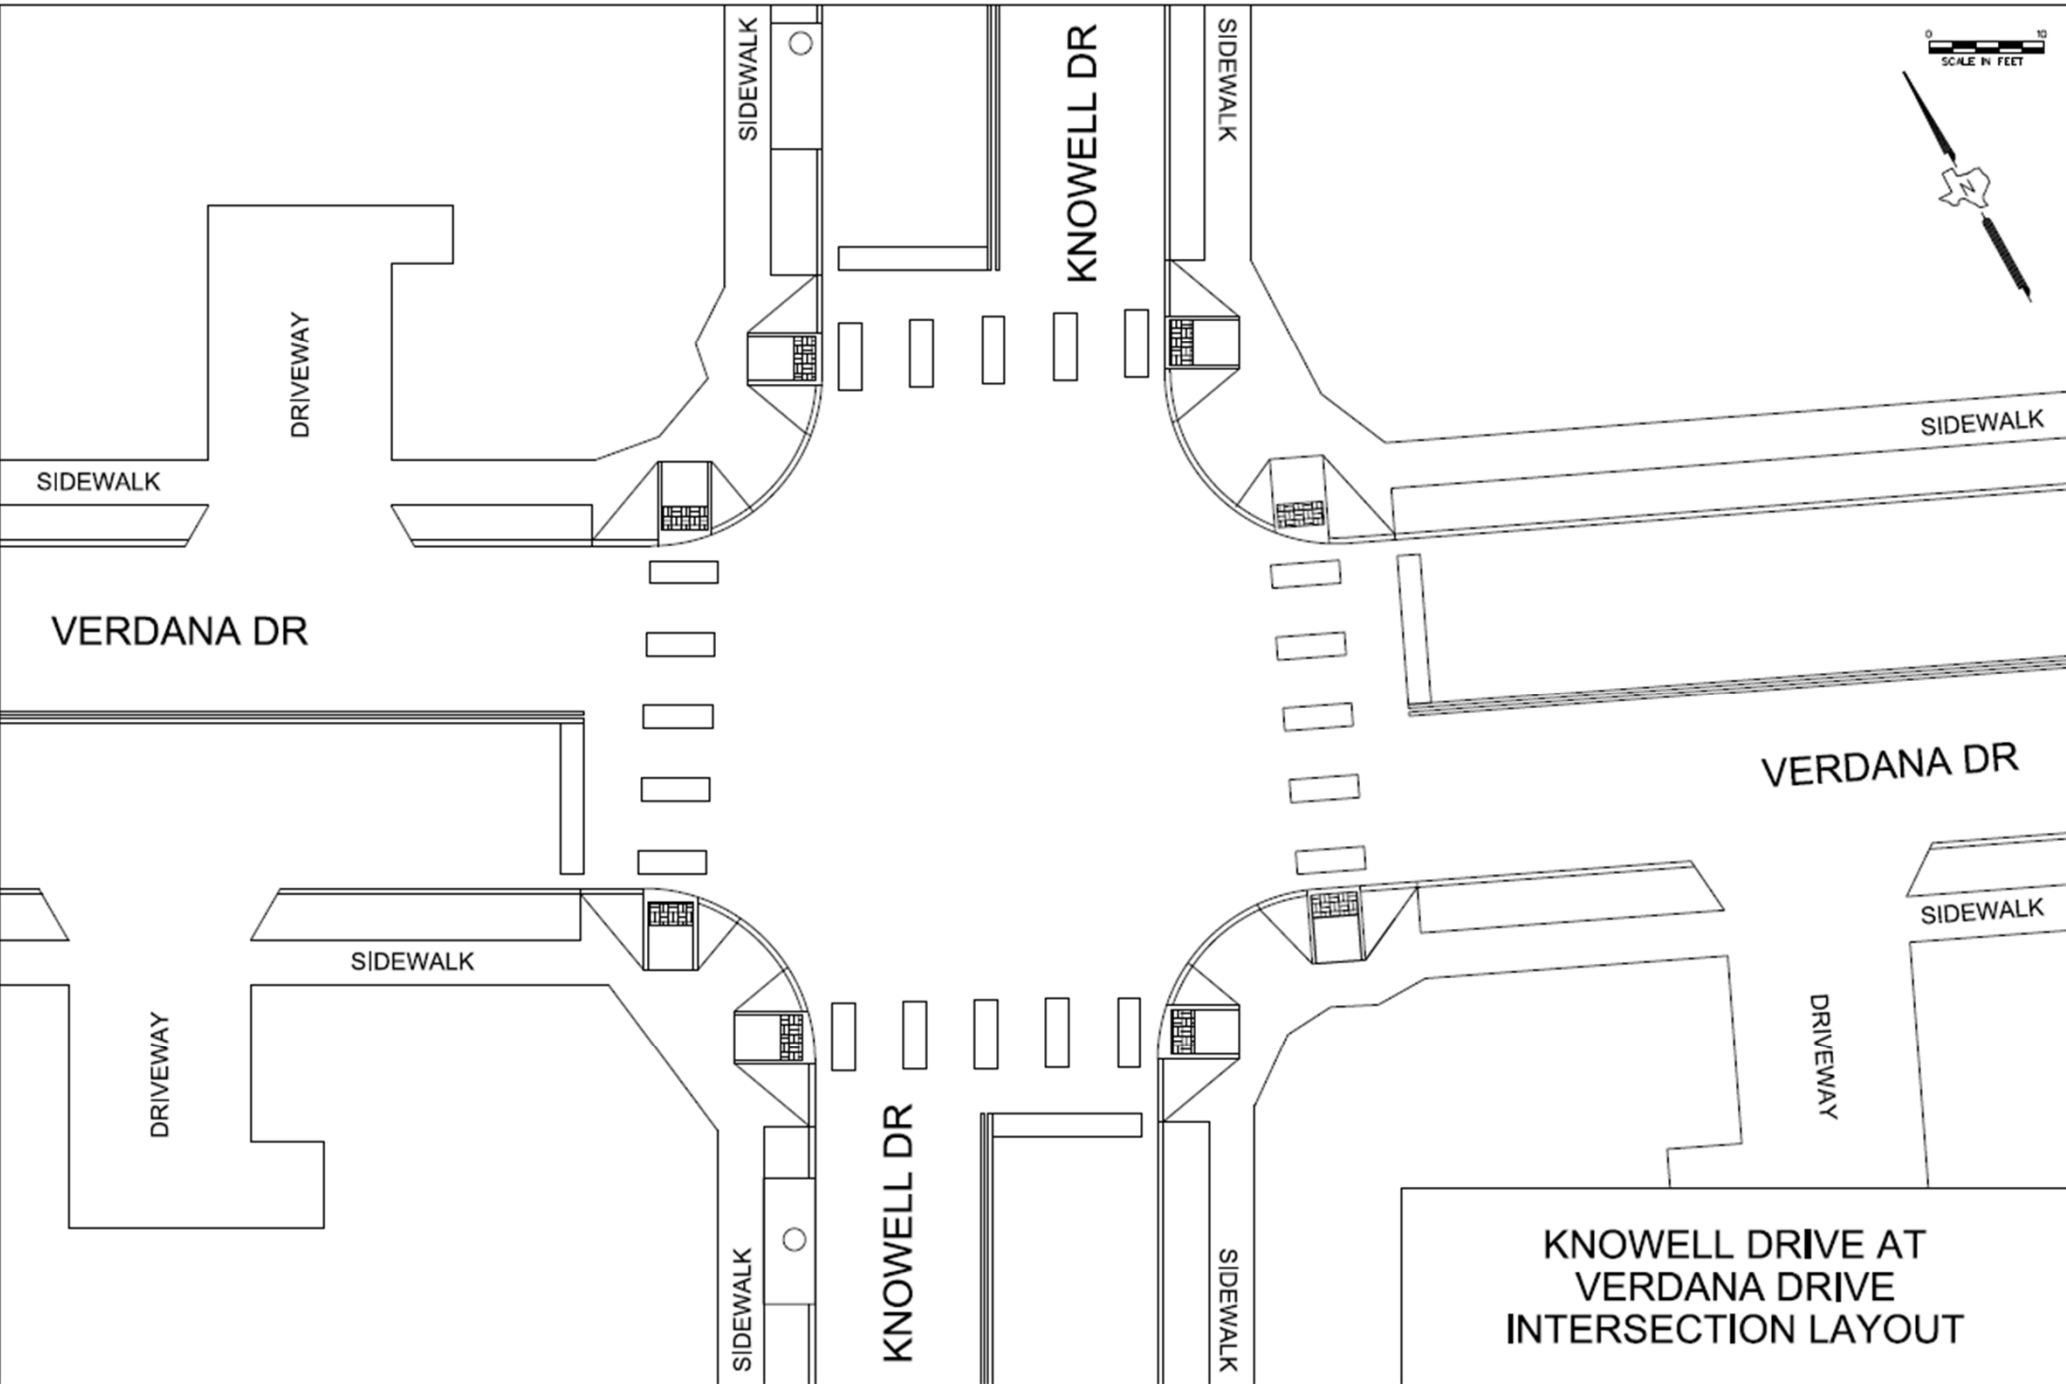 SIDEWALK
KNOWELL DR
SIDEWALK
0 10
SCALE IN FEET
N
DRIVEWAY
SIDEWALK
SIDEWALK
VERDANA DR
VERDANA DR
SIDEWALK
SIDEWALK
DRIVEWAY
DRIVEWAY
KNOWELL DR
SIDEWALK
SIDEWALK
KNOWELL DRIVE AT
VERDANA DRIVE
INTERSECTION LAYOUT